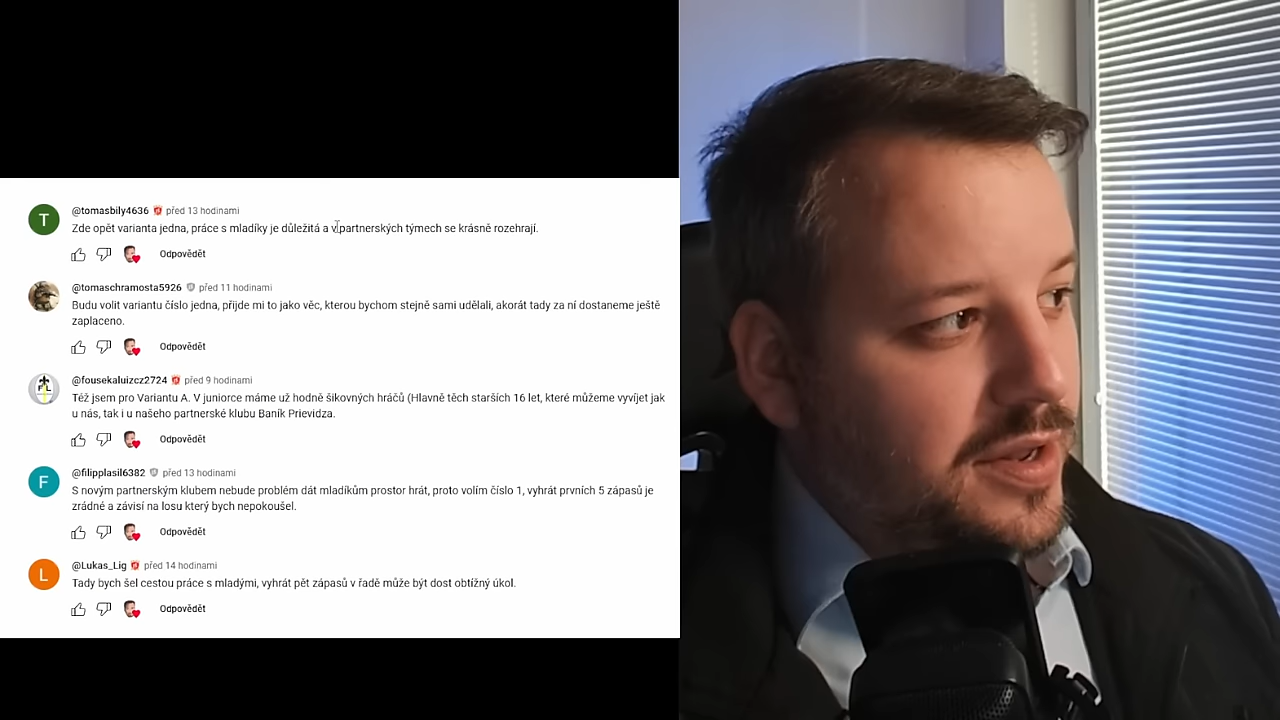 T
@tomasbily4636 před 13 hodinami
Zde opět varianta jedna, práce s mladíky je důležitá a v partnerských týmech se krásně rozehrají.
Odpovědět
@tomaschramosta5926 před 11 hodinami
Budu volit variantu číslo jedna, přijde mi to jako věc, kterou bychom stejně sami udělali, akorát tady za ní dostaneme ještě
zaplaceno.
Odpovědět
FL
@fousekaluizcz2724 před 9 hodinami
Též jsem pro Variantu A. V juniorce máme už hodně šikovných hráčů (Hlavně těch starších 16 let, které můžeme vyvíjet jak
u nás, tak i u našeho partnerské klubu Baník Prievidza.
Odpovědět
F
@filipplasil6382 před 13 hodinami
S novým partnerským klubem nebude problém dát mladíkům prostor hrát, proto volím číslo 1, vyhrát prvních 5 zápasů je
zrádné a závisí na losu který bych nepokoušel.
Odpovědět
L
@Lukas_Lig před 14 hodinami
Tady bych šel cestou práce s mladými, vyhrát pět zápasů v řadě může být dost obtížný úkol.
Odpovědět